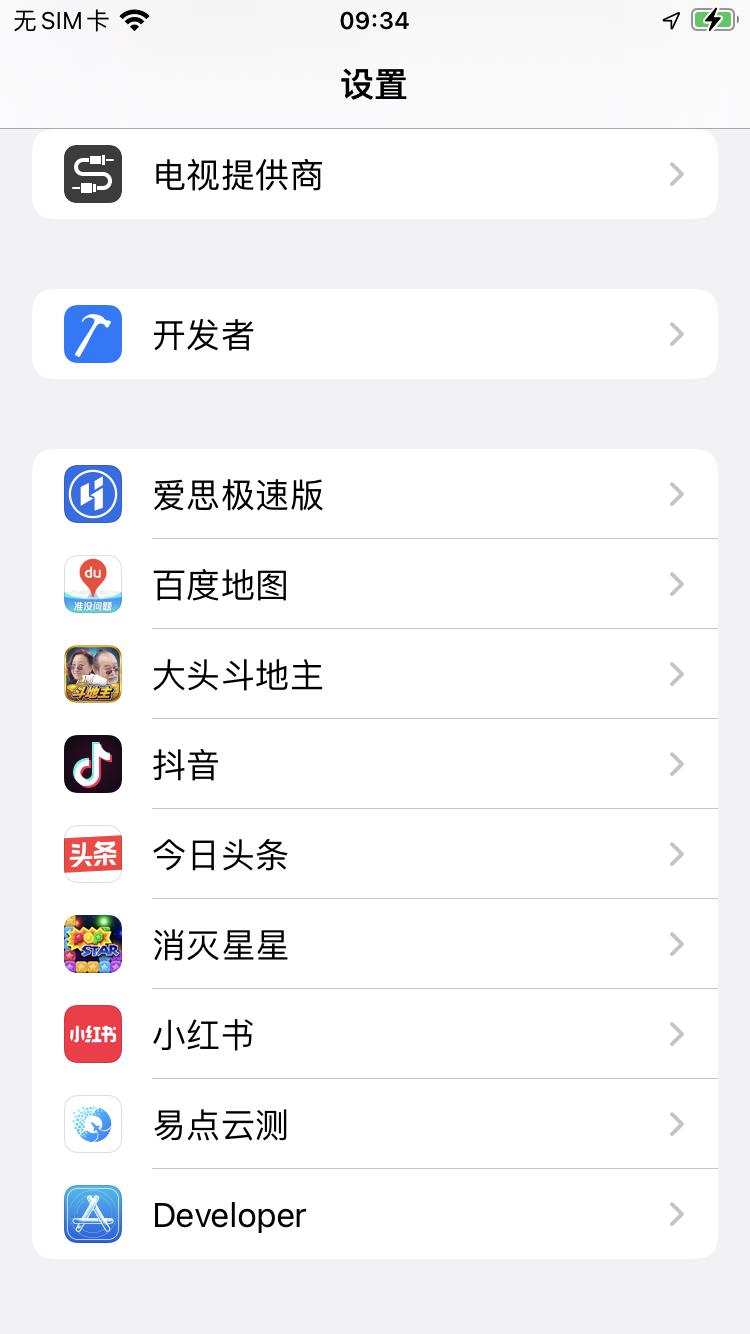 无SIM卡
09:34
设置
电视提供商
开发者
爱思极速版
du
准没问题
百度地图
斗地主
大头斗地主
抖音
头条
今日头条
STAR
消灭星星
小红书
小红书
易点云测
Developer